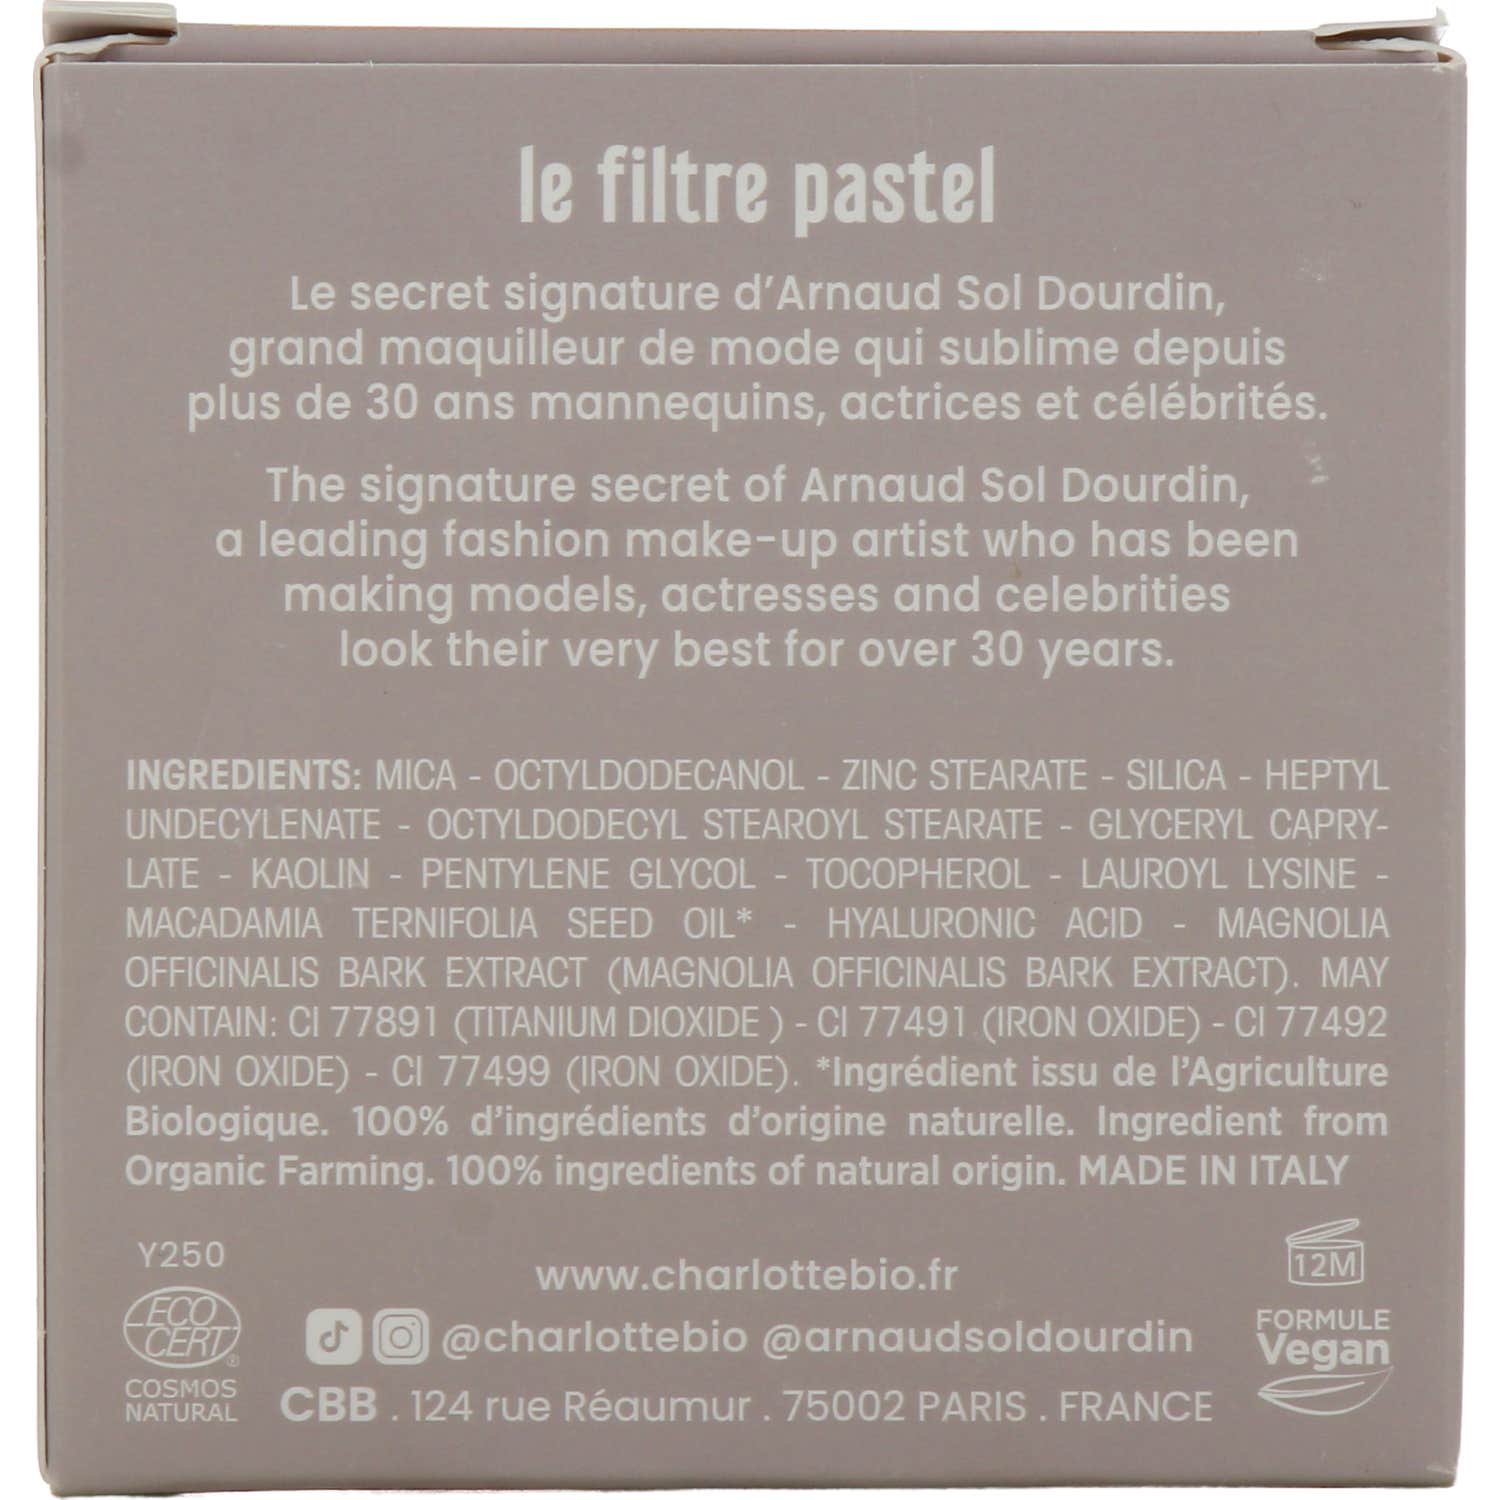 le filtre pastel
Le secret signature d'Arnaud Sol Dourdin,
grand maquilleur de mode qui sublime depuis
plus de 30 ans mannequins, actrices et célébrités.
The signature secret of Arnaud Sol Dourdin,
a leading fashion make-up artist who has been
making models, actresses and celebrities
look their very best for over 30 years.
INGREDIENTS: MICA - OCTYLDODECANOL - ZINC STEARATE - SILICA - HEPTYL
UNDECYLENATE - OCTYLDODECYL STEAROYL STEARATE - GLYCERYL CAPRY-
LATE - KAOLIN - PENTYLENE GLYCOL - TOCOPHEROL - LAUROYL LYSINE -
MACADAMIA TERNIFOLIA SEED OIL* - HYALURONIC ACID - MAGNOLIA
OFFICINALIS BARK EXTRACT (MAGNOLIA OFFICINALIS BARK EXTRACT). MAY
CONTAIN: CI 77891 (TITANIUM DIOXIDE ) - CI 77491 (IRON OXIDE) - CI 77492
(IRON OXIDE) - CI 77499 (IRON OXIDE). *Ingrédient issu de l'Agriculture
Biologique. 100% d'ingrédients d'origine naturelle. Ingredient from
Organic Farming. 100% ingredients of natural origin. MADE IN ITALY
Y250
ECO
CERT®
COSMOS
NATURAL
www.charlottebio.fr
@charlottebio @arnaudsoldourdin
CBB . 124 rue Réaumur . 75002 PARIS . FRANCE
12M
FORMULE
Vegan